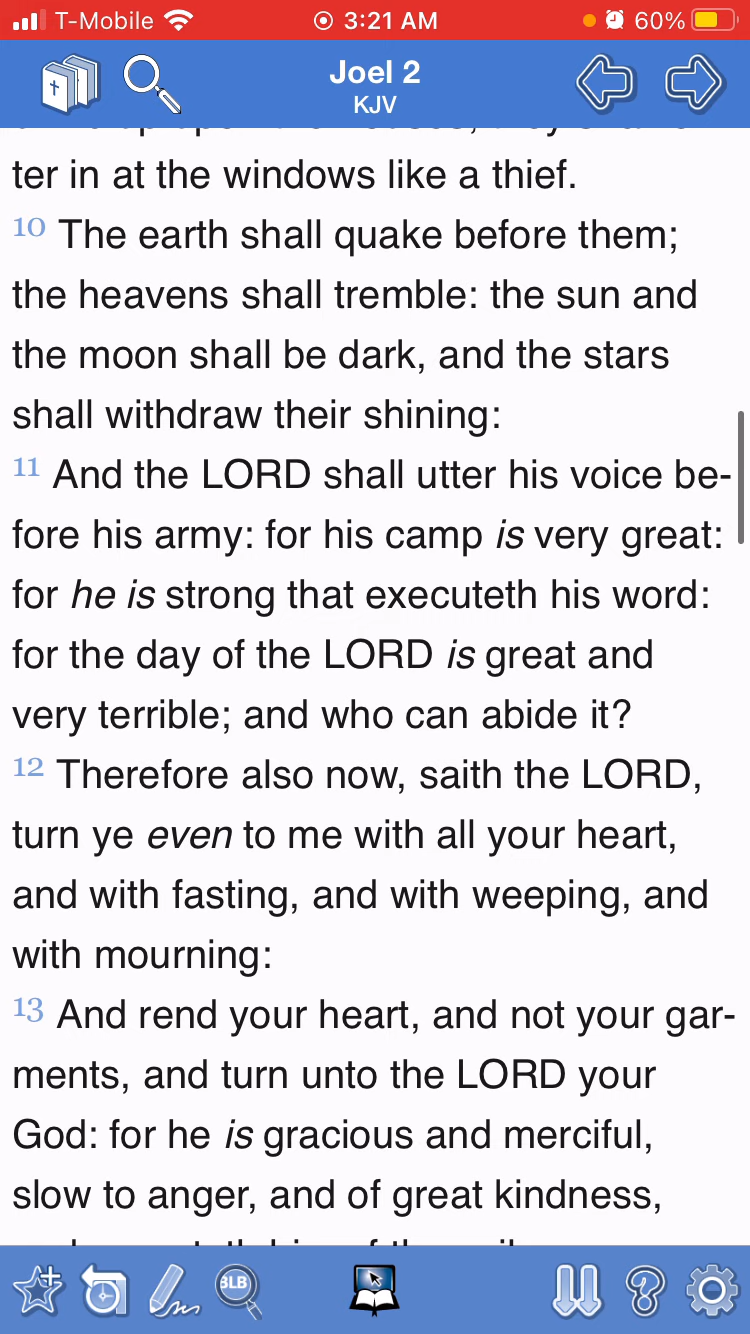 T-Mobile 3:21 AM 60%
Joel 2
KJV
ter in at the windows like a thief.
10 The earth shall quake before them;
the heavens shall tremble: the sun and
the moon shall be dark, and the stars
shall withdraw their shining:
11 And the LORD shall utter his voice be-
fore his army: for his camp is very great:
for he is strong that executeth his word:
for the day of the LORD is great and
very terrible; and who can abide it?
12 Therefore also now, saith the LORD,
turn ye even to me with all your heart,
and with fasting, and with weeping, and
with mourning:
13 And rend your heart, and not your gar-
ments, and turn unto the LORD your
God: for he is gracious and merciful,
slow to anger, and of great kindness,
BLB